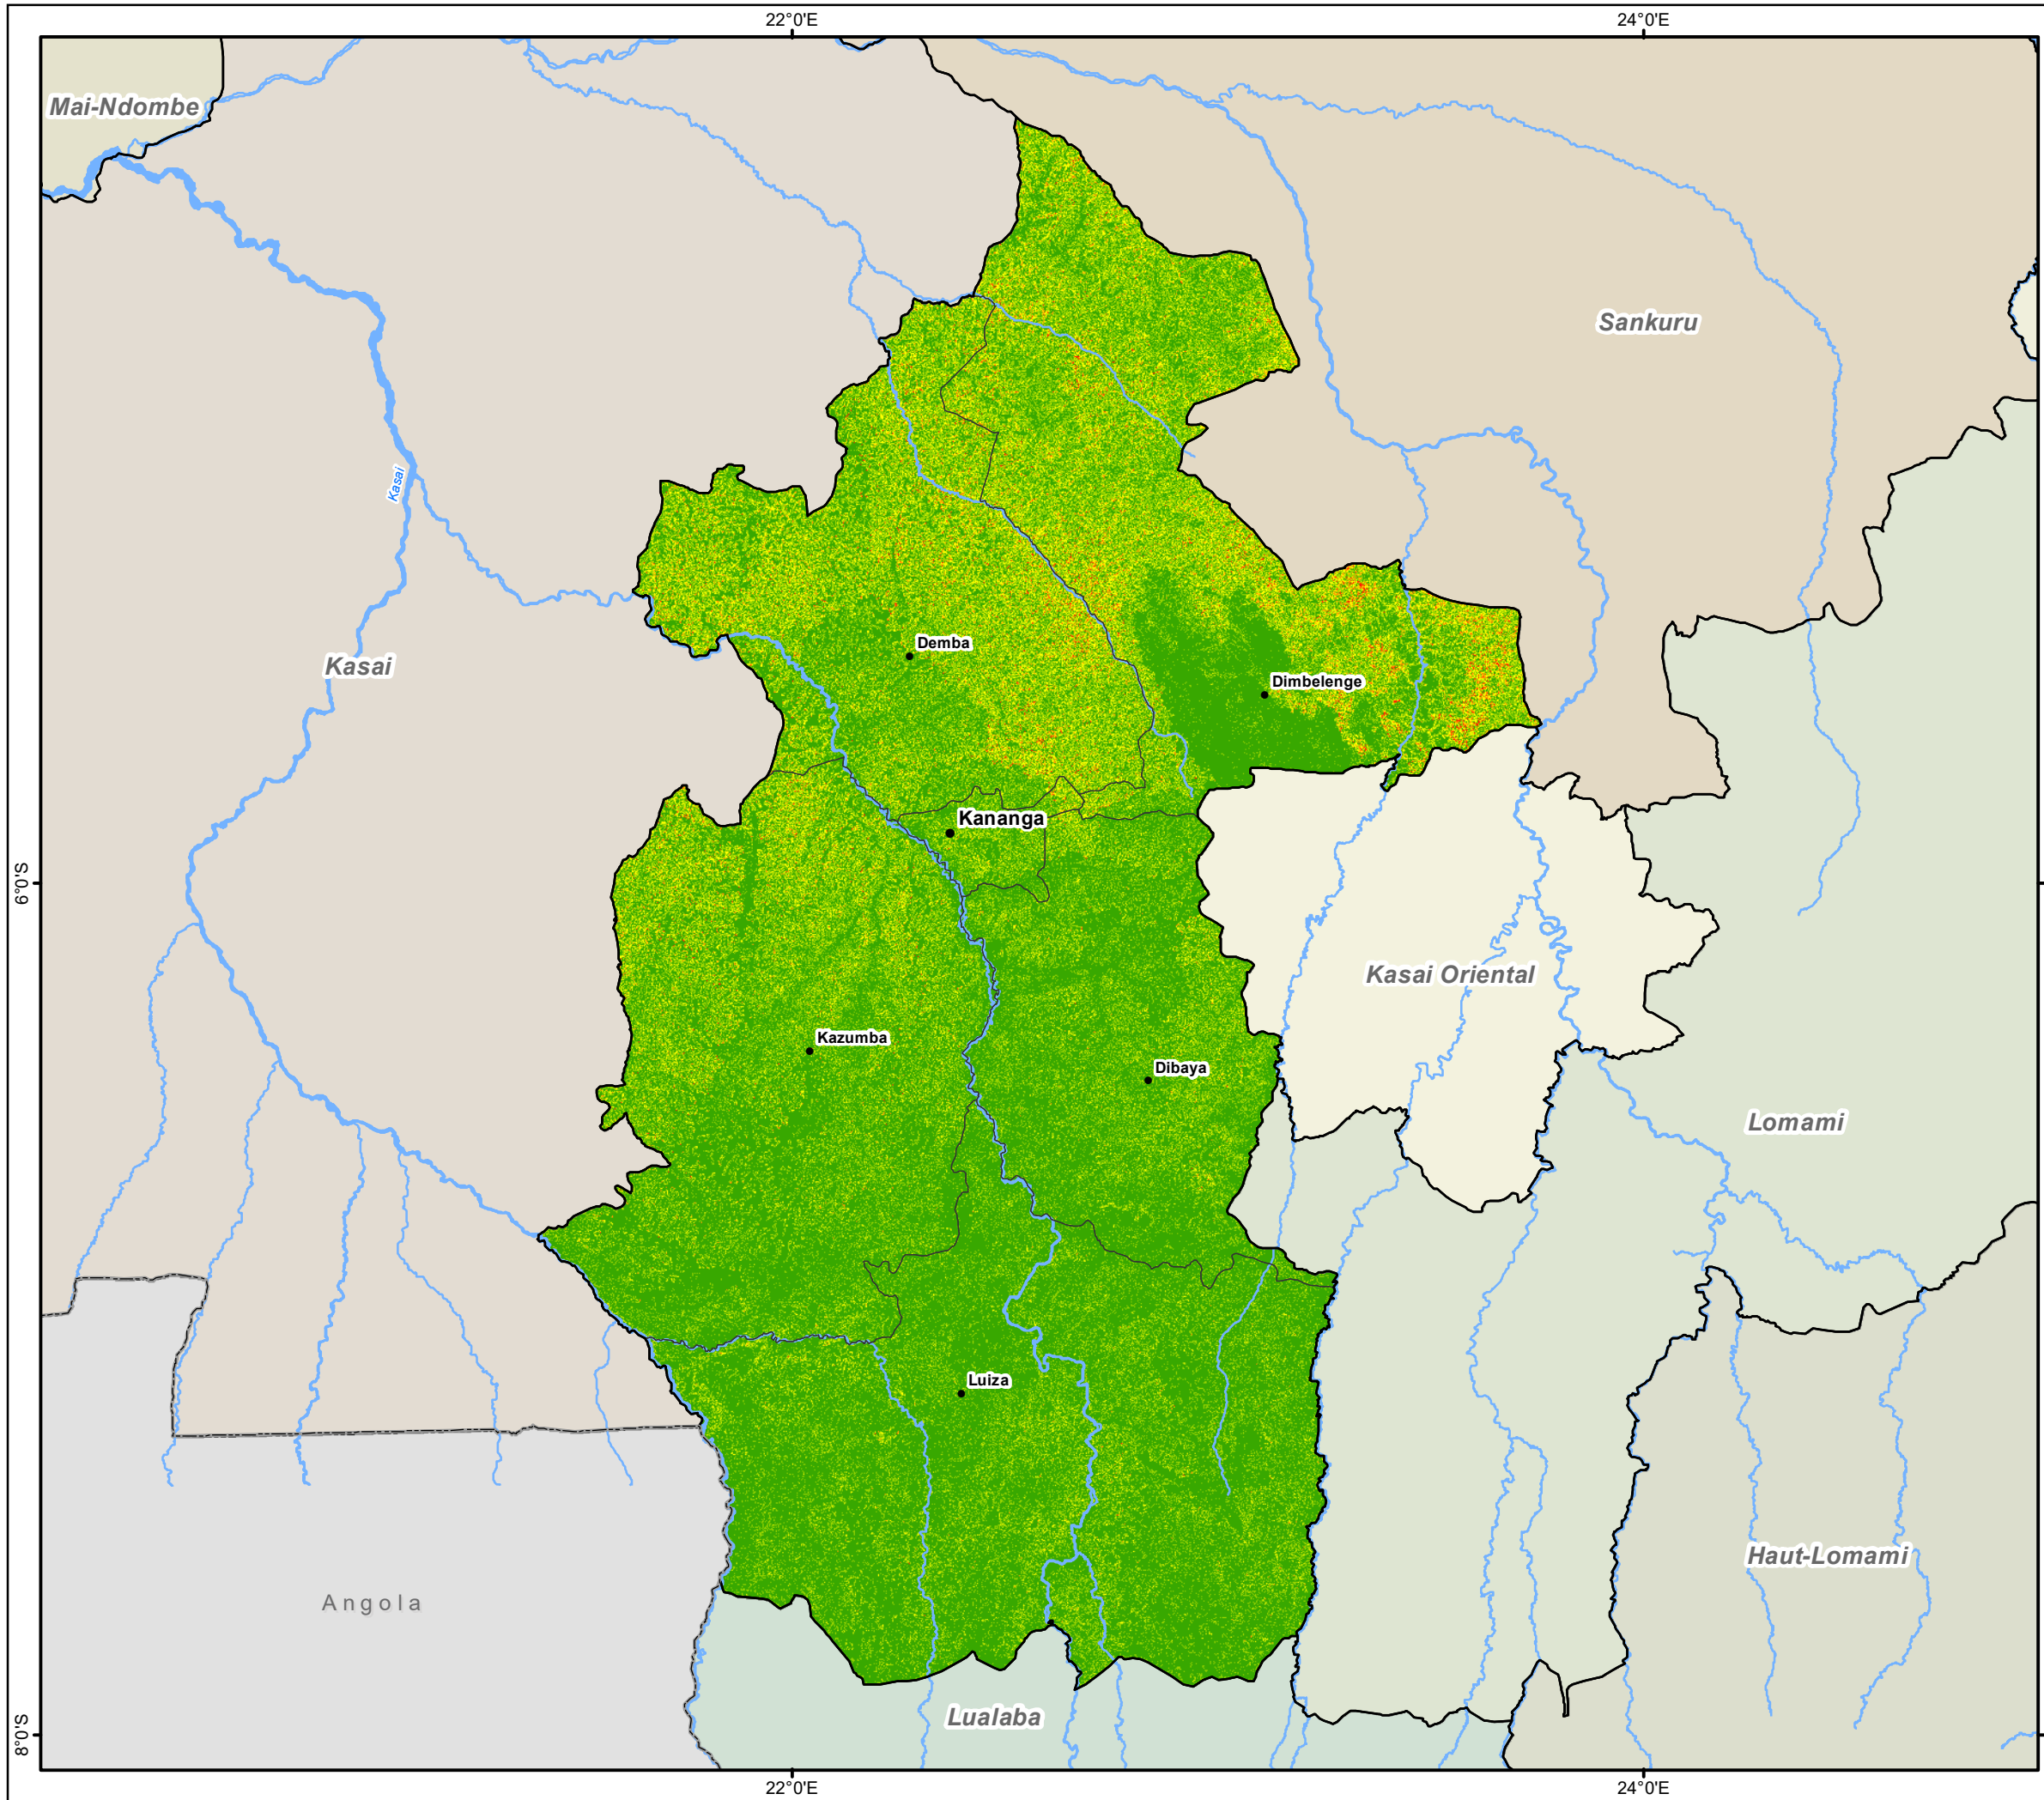 22°0'E
24°0'E
Mai-Ndombe
Sankuru
Kasai
Demba
Kasai
Dimbelenge
Kananga
6°0'S
Kasai Oriental
Kazumba
Dibaya
Lomami
Luiza
Haut-Lomami
Angola
Lualaba
8°0'S
22°0'E
24°0'E